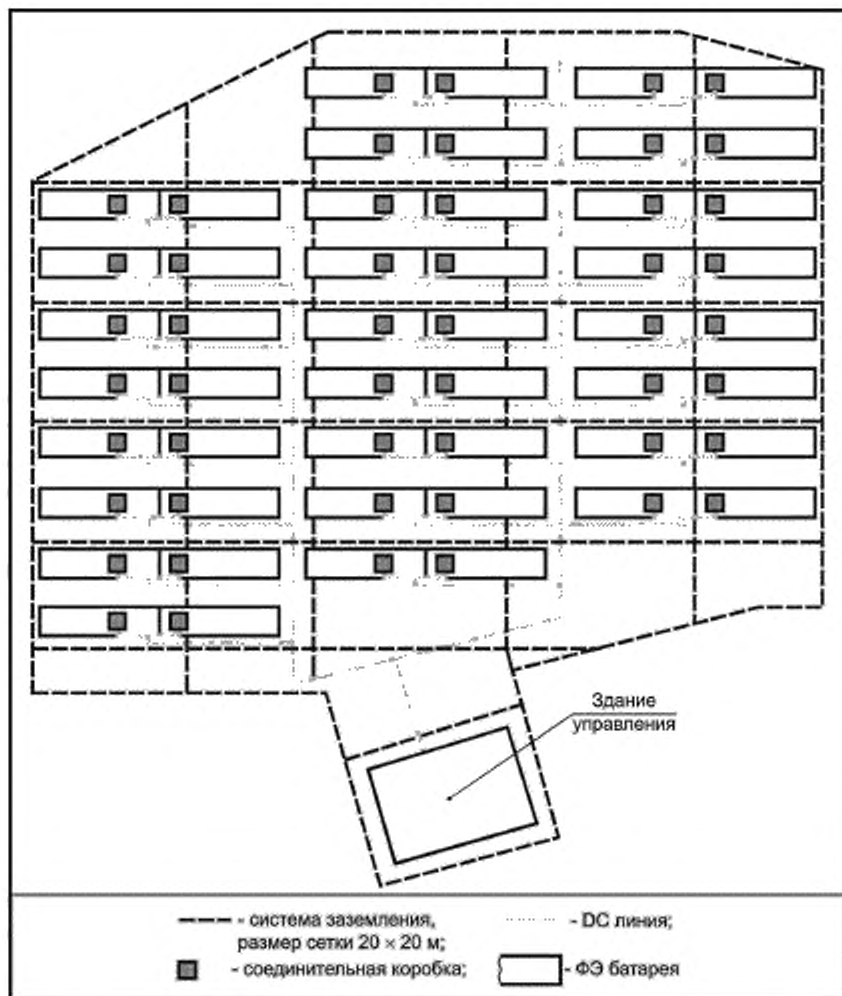 Здание
управления
- система заземления,
размер сетки 20 × 20 м;
- DC линия;
- соединительная коробка;
- ФЭ батарея